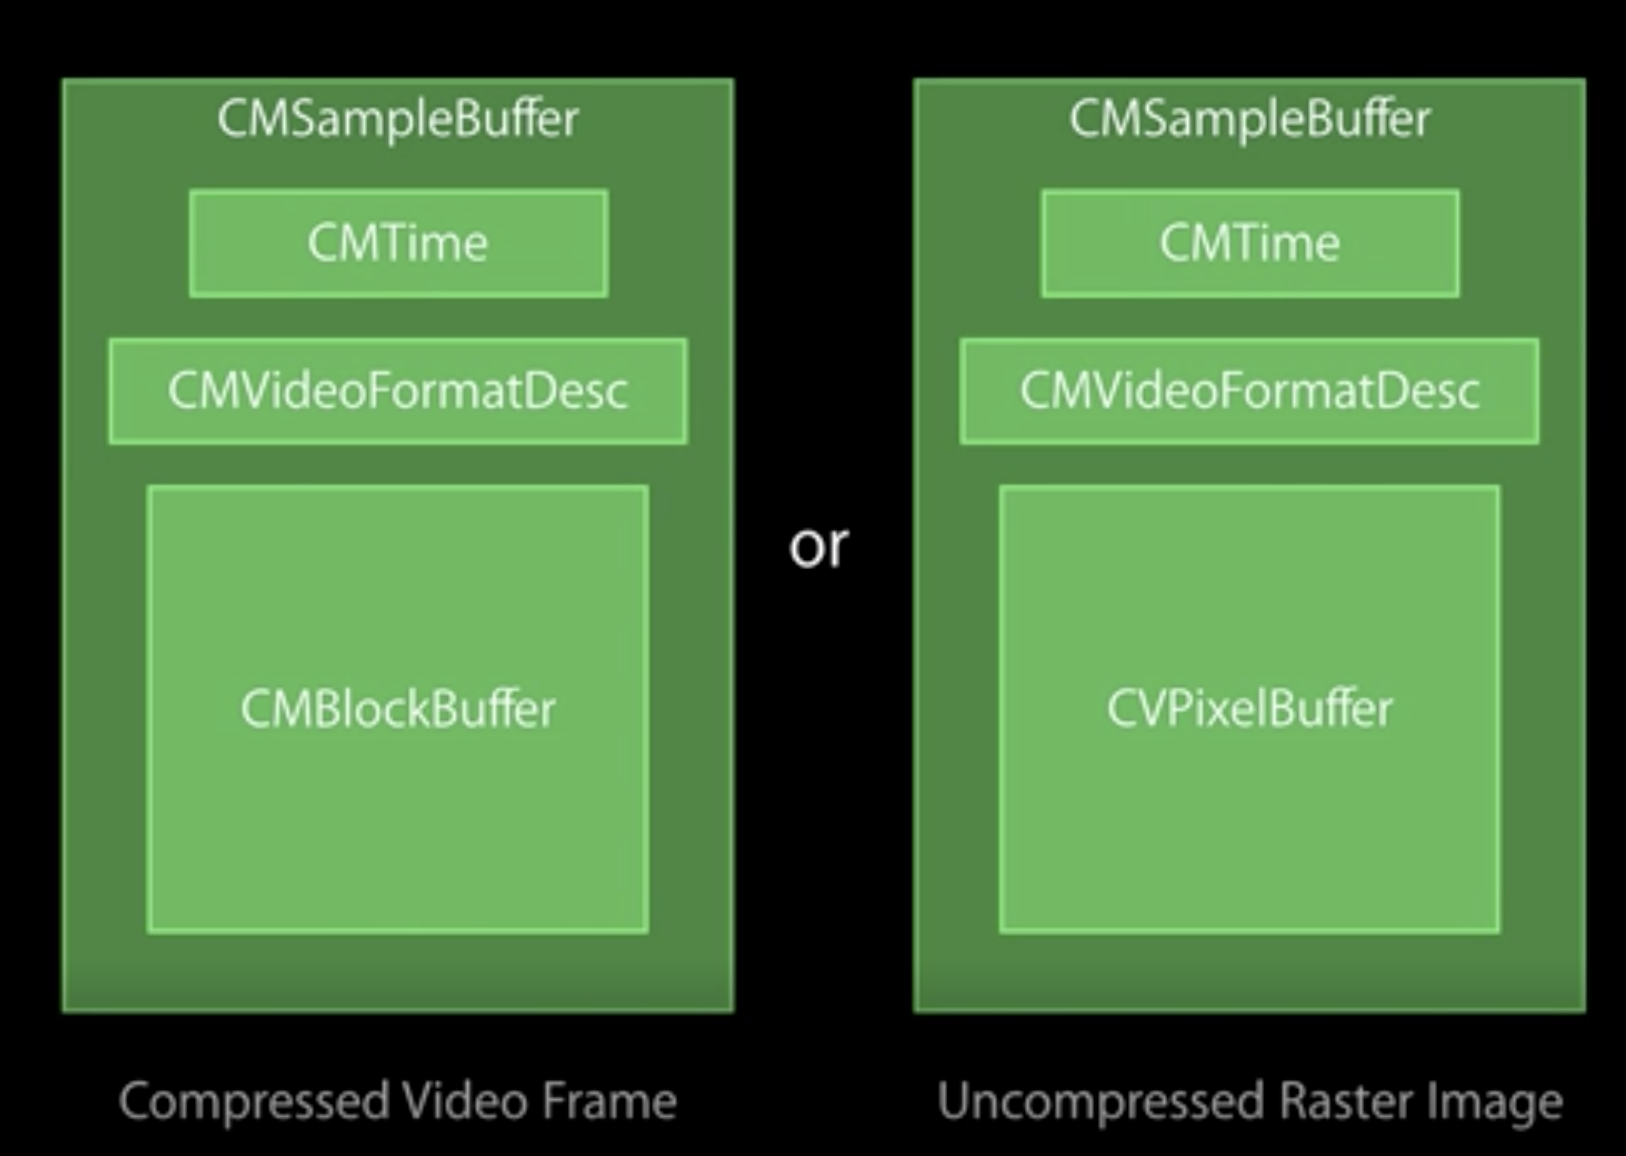 CMSampleBuffer
CMTime
CMVideoFormatDesc
CMBlockBuffer
Compressed Video Frame
or
CMSampleBuffer
CMTime
CMVideoFormatDesc
CVPixelBuffer
Uncompressed Raster Image